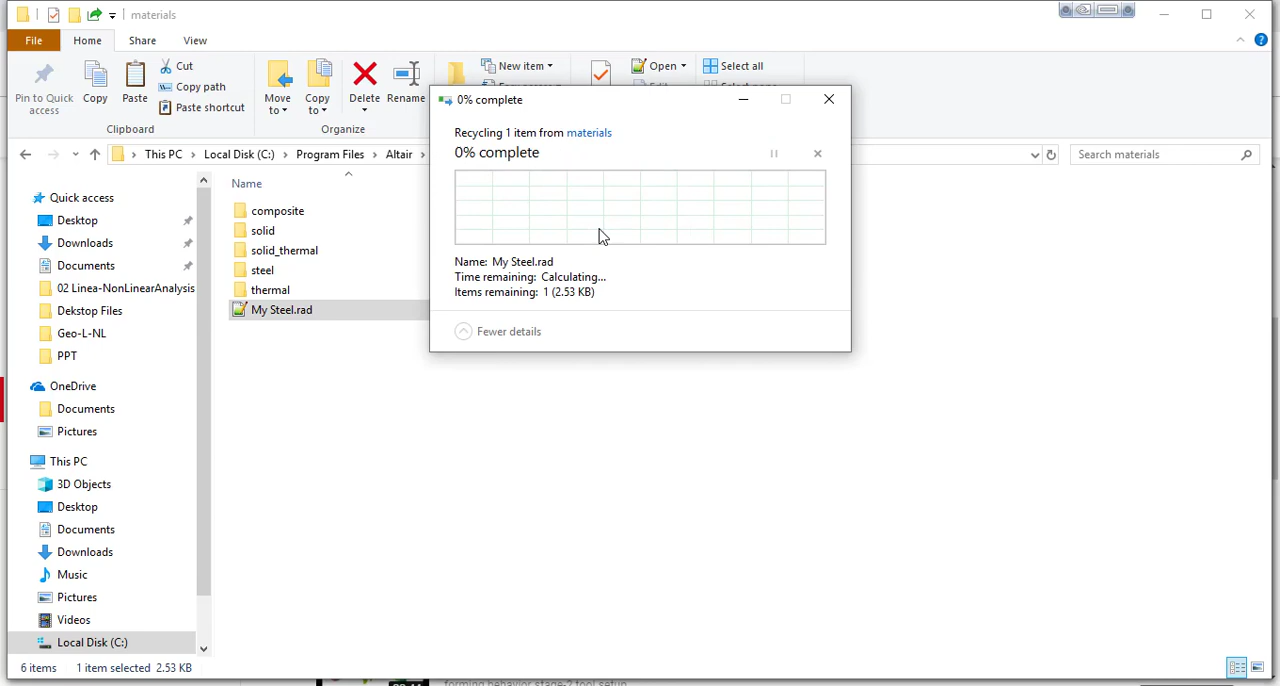 materials
File
Home
Share
View
Pin to Quick
access
Copy
Paste
Cut
Copy path
Paste shortcut
Clipboard
Move
to
Copy
to
Delete
Rename
Organize
New item
Open
Select all
0% complete
Recycling 1 item from materials
0% complete
Name: My Steel.rad
Time remaining: Calculating...
Items remaining: 1 (2.53 KB)
Fewer details
This PC
Local Disk (C:)
Program Files
Altair
Search materials
Name
composite
solid
solid_thermal
steel
thermal
My Steel.rad
Quick access
Desktop
Downloads
Documents
02 Linea-NonLinearAnalysis
Dekstop Files
Geo-L-NL
PPT
OneDrive
Documents
Pictures
This PC
3D Objects
Desktop
Documents
Downloads
Music
Pictures
Videos
Local Disk (C:)
6 items
1 item selected 2.53 KB